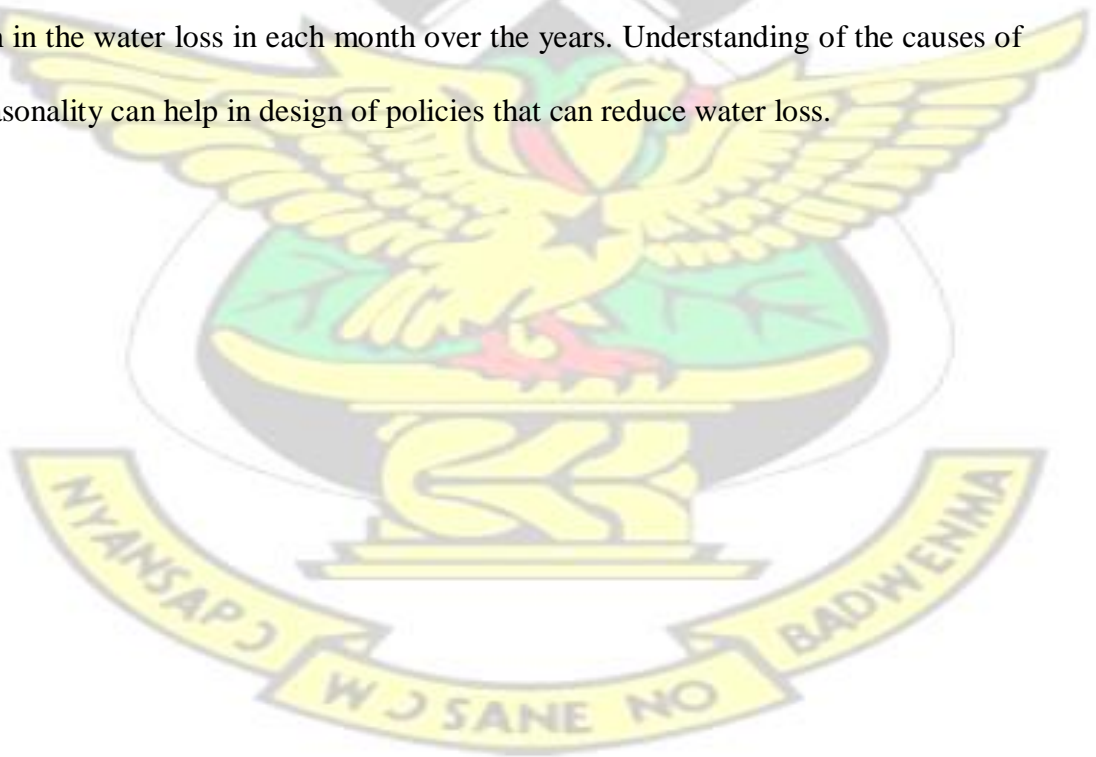 in the water loss in each month over the years. Understanding of the causes of
asonality can help in design of policies that can reduce water loss.
NYANSAPƆ
WƆSANE NO
BADWENMA